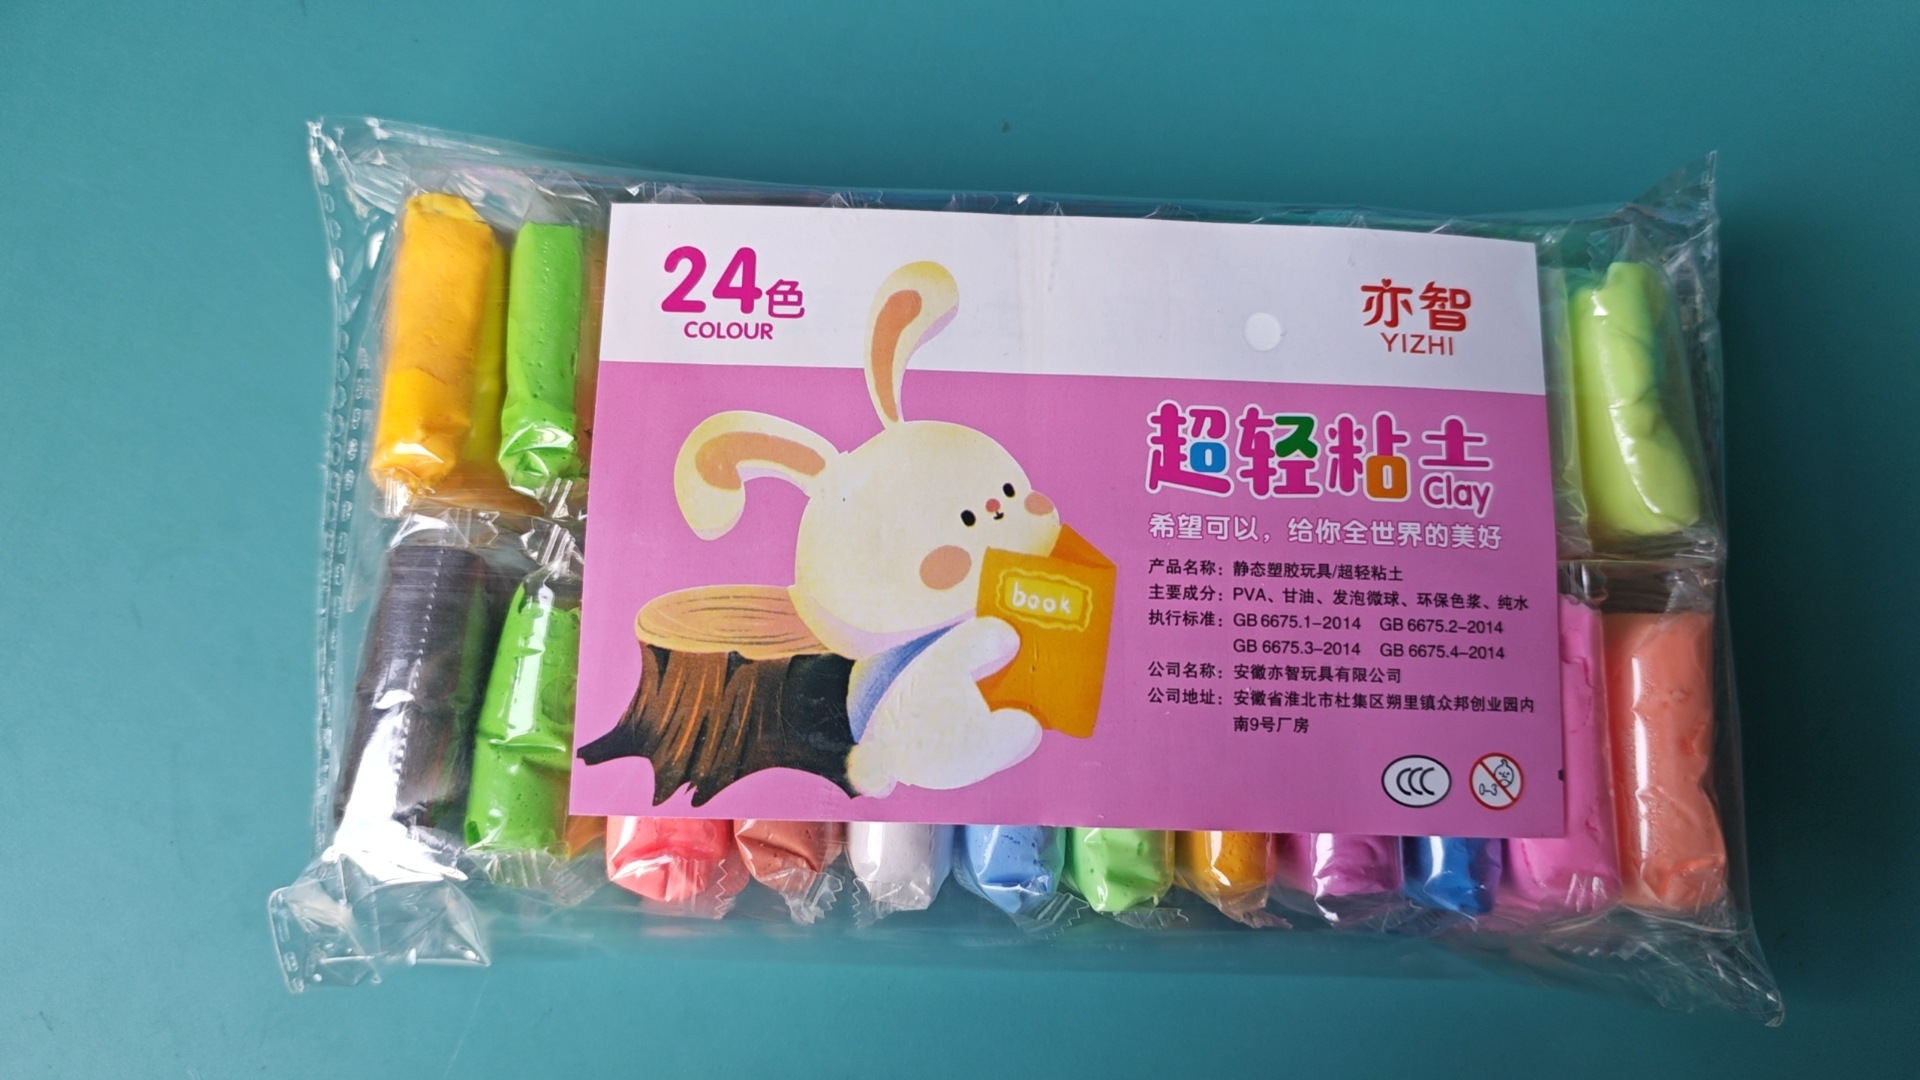 24色
COLOUR
亦智
YIZHI
超轻粘土
Clay
希望可以，给你全世界的美好
book
产品名称：静态塑胶玩具/超轻粘土
主要成分：PVA、甘油、发泡微球、环保色浆、纯水
执行标准：GB 6675.1-2014 GB 6675.2-2014
GB 6675.3-2014 GB 6675.4-2014
公司名称：安徽亦智玩具有限公司
公司地址：安徽省淮北市杜集区朔里镇众邦创业园内
南9号厂房
CCC
0-3